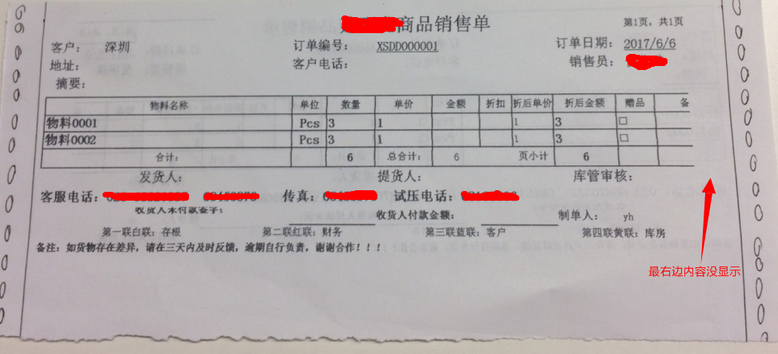 商品销售单
第1页，共1页
客户： 深圳 订单编号： XSDD000001 订单日期： 2017/6/6
地址： 客户电话： 销售员：
摘要：
物料名称 单位 数量 单价 金额 折扣 折后单价 折后金额 赠品 备
物料0001 Pcs 3 1 1 3 □
物料0002 Pcs 3 1 1 3 □
合计： 6 总合计： 6 页小计 6
发货人： 提货人： 库管审核：
客服电话： 传真： 试压电话：
收货人未付款签字： 收货人付款金额： 制单人： yh
第一联白联：存根 第二联红联：财务 第三联蓝联：客户 第四联黄联：库房
备注：如货物存在差异，请在三天内及时反馈，逾期自行负责，谢谢合作！！！
最右边内容没显示